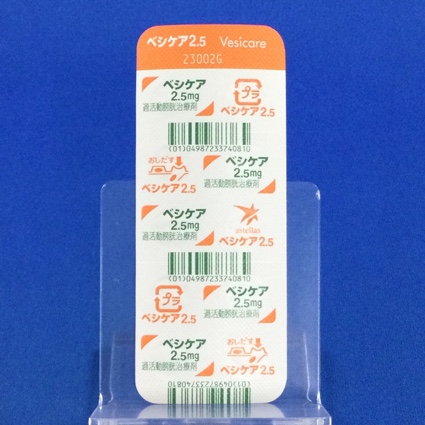 ベシケア2.5 Vesicare
23002G
ベシケア
2.5mg
過活動膀胱治療剤
プラ
ベシケア2.5
(01)04987233740810
おしだす
ベシケア2.5
ベシケア
2.5mg
過活動膀胱治療剤
ベシケア
2.5mg
過活動膀胱治療剤
astellas
ベシケア2.5
(01)04987233740810
プラ
ベシケア2.5
ベシケア
2.5mg
過活動膀胱治療剤
(01)04987233740810
ベシケア
2.5mg
過活動膀胱治療剤
おしだす
ベシケア2.5
(01)04987233740810